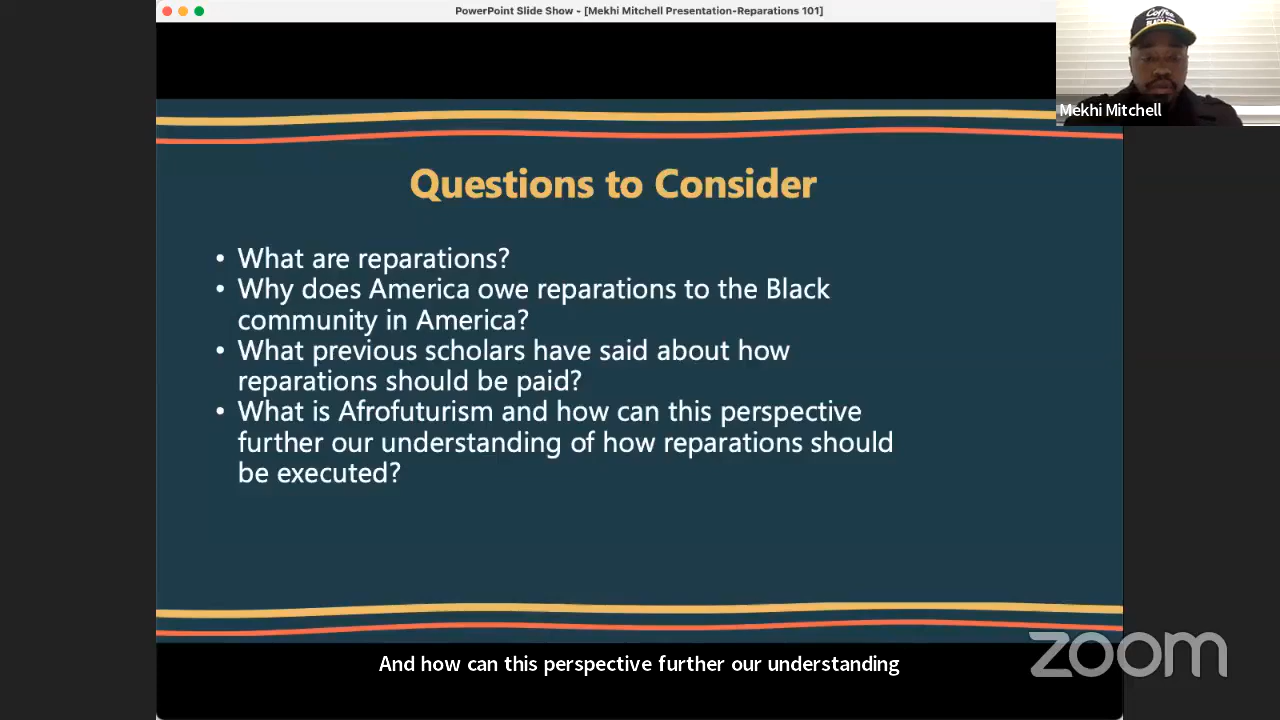 PowerPoint Slide Show - [Mekhi Mitchell Presentation-Reparations 101]
Coffee
Mekhi Mitchell
Questions to Consider
• What are reparations?
• Why does America owe reparations to the Black
community in America?
• What previous scholars have said about how
reparations should be paid?
• What is Afrofuturism and how can this perspective
further our understanding of how reparations should
be executed?
zoom
And how can this perspective further our understanding